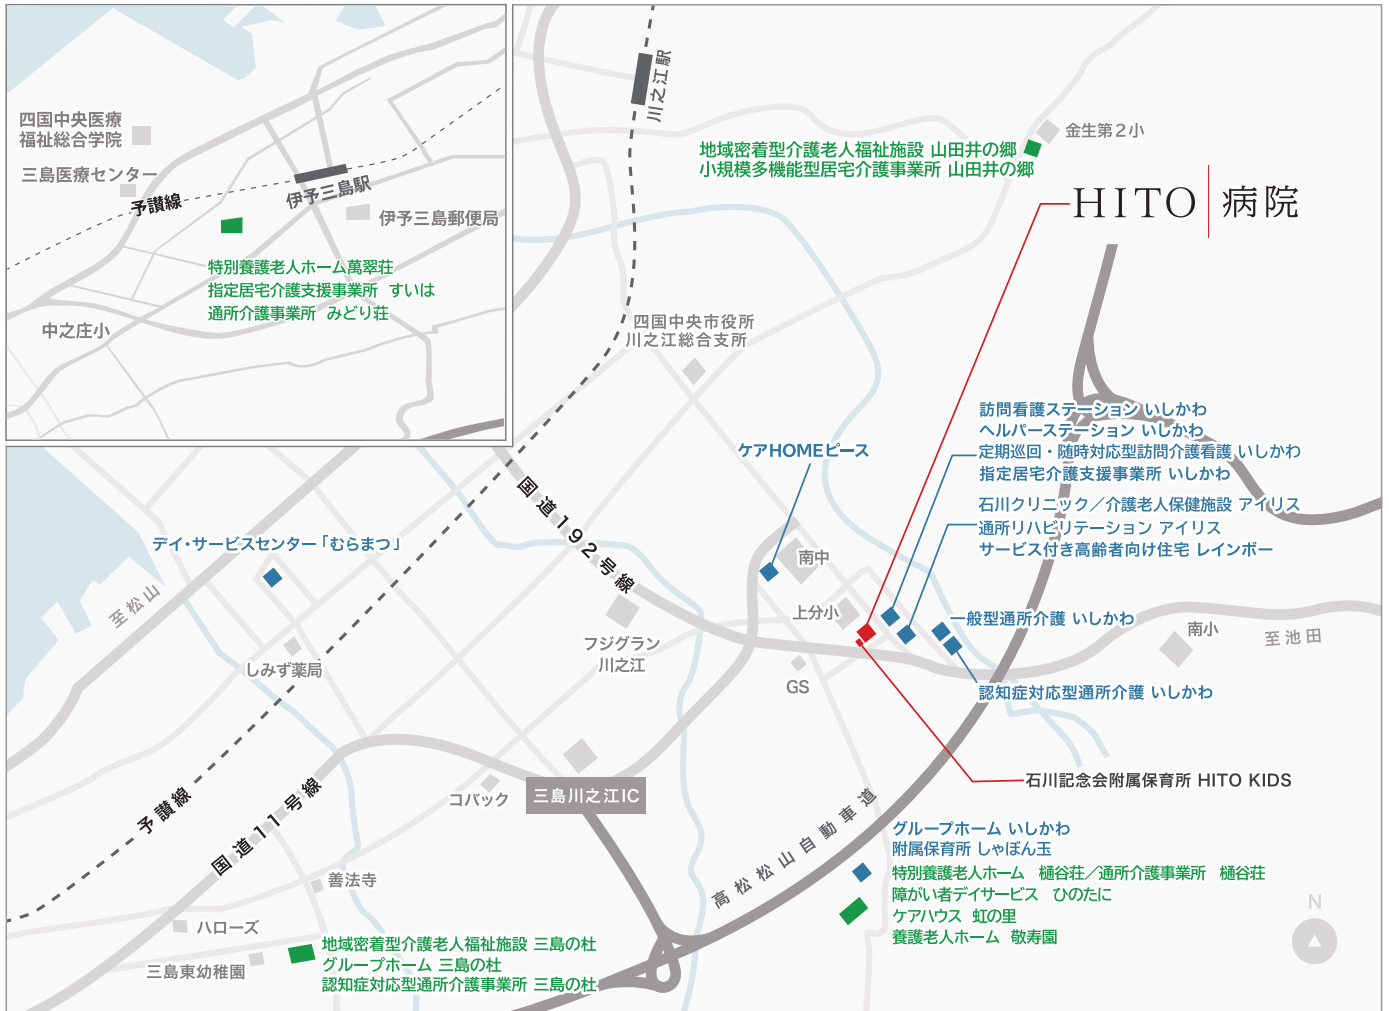 四国中央医療
福祉総合学院
三島医療センター
予讃線
伊予三島駅
伊予三島郵便局
特別養護老人ホーム萬翠荘
指定居宅介護支援事業所　すいは
通所介護事業所　みどり荘
中之庄小
川之江駅
金生第2小
地域密着型介護老人福祉施設 山田井の郷
小規模多機能型居宅介護事業所 山田井の郷
HITO 病院
四国中央市役所
川之江総合支所
訪問看護ステーション いしかわ
ヘルパーステーション いしかわ
定期巡回・随時対応型訪問介護看護 いしかわ
指定居宅介護支援事業所 いしかわ
ケアHOMEピース
石川クリニック／介護老人保健施設 アイリス
通所リハビリテーション アイリス
サービス付き高齢者向け住宅 レインボー
国道192号線
デイ・サービスセンター「むらまつ」
南中
至松山
上分小
一般型通所介護 いしかわ
南小
至池田
フジグラン
川之江
しみず薬局
GS
認知症対応型通所介護 いしかわ
石川記念会附属保育所 HITO KIDS
三島川之江IC
コバック
予讃線
国道11号線
高松松山自動車道
グループホーム いしかわ
附属保育所 しゃぼん玉
特別養護老人ホーム　樋谷荘／通所介護事業所　樋谷荘
障がい者デイサービス　ひのたに
ケアハウス　虹の里
養護老人ホーム　敬寿園
善法寺
ハローズ
三島東幼稚園
地域密着型介護老人福祉施設 三島の杜
グループホーム 三島の杜
認知症対応型通所介護事業所 三島の杜
N